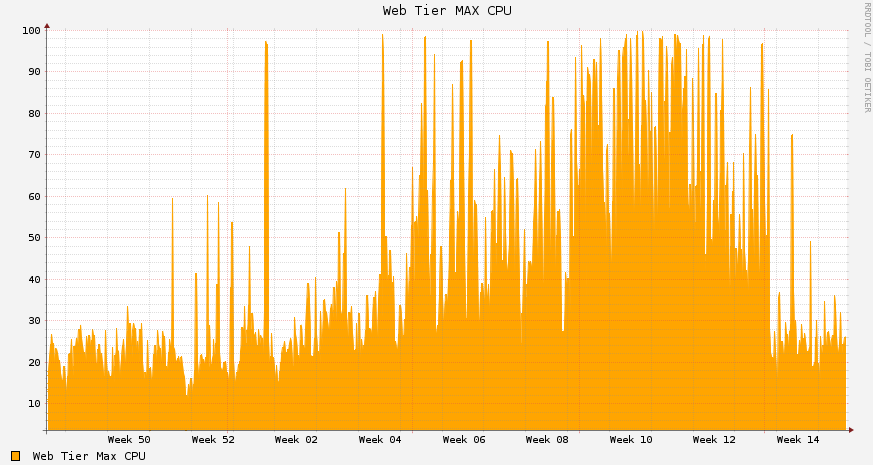 Web Tier MAX CPU
RRDTOOL / TOBI OETIKER
100
90
80
70
60
50
40
30
20
10
Week 50 Week 52 Week 02 Week 04 Week 06 Week 08 Week 10 Week 12 Week 14
Web Tier Max CPU